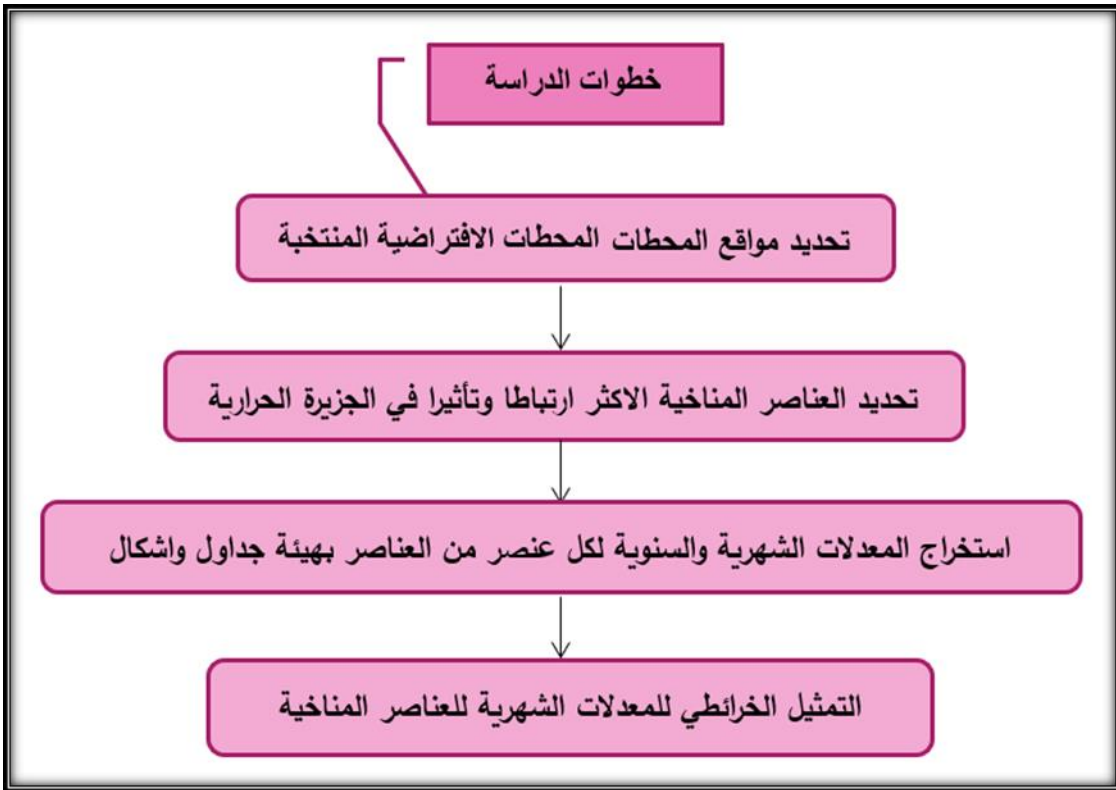 خطوات الدراسة
تحديد مواقع المحطات المحطات الافتراضية المنتخبة
تحديد العناصر المناخية الاكثر ارتباطا وتأثيرا في الجزيرة الحرارية
استخراج المعدلات الشهرية والسنوية لكل عنصر من العناصر بهيئة جداول واشكال
التمثيل الخرائطي للمعدلات الشهرية للعناصر المناخية